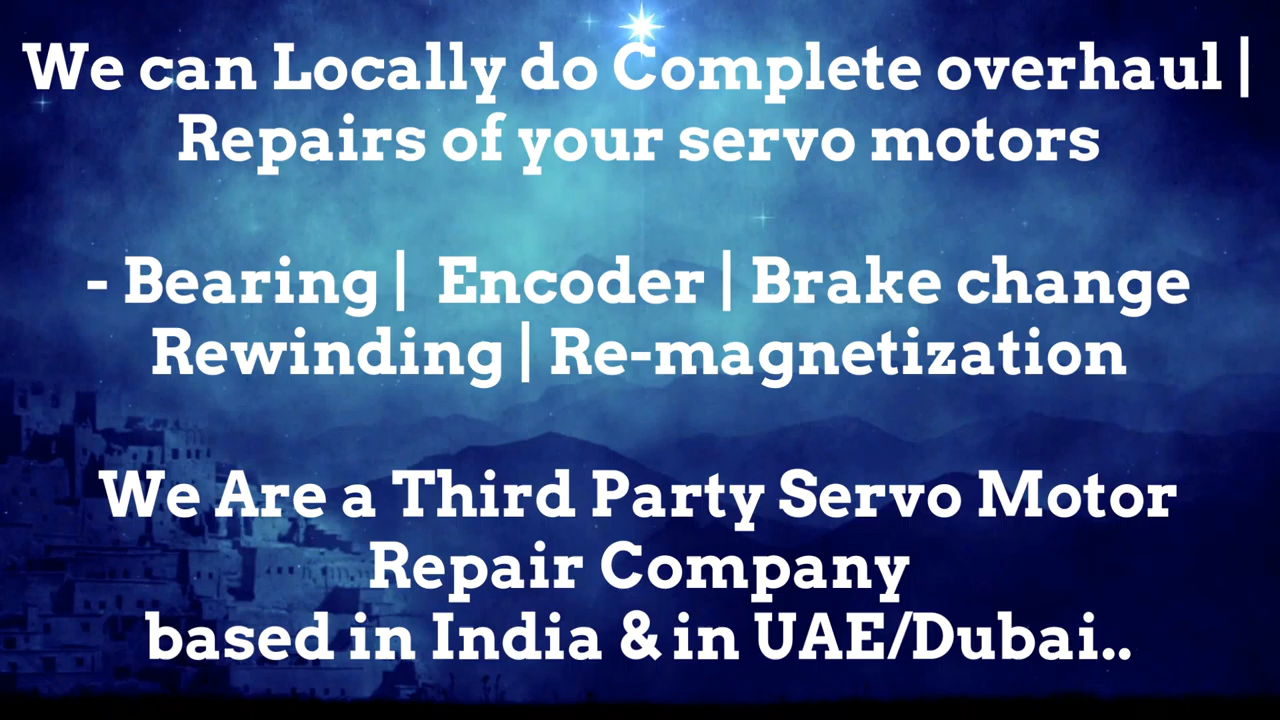 We can Locally do Complete overhaul |
Repairs of your servo motors
- Bearing | Encoder | Brake change
Rewinding | Re-magnetization
We Are a Third Party Servo Motor
Repair Company
based in India & in UAE/Dubai..